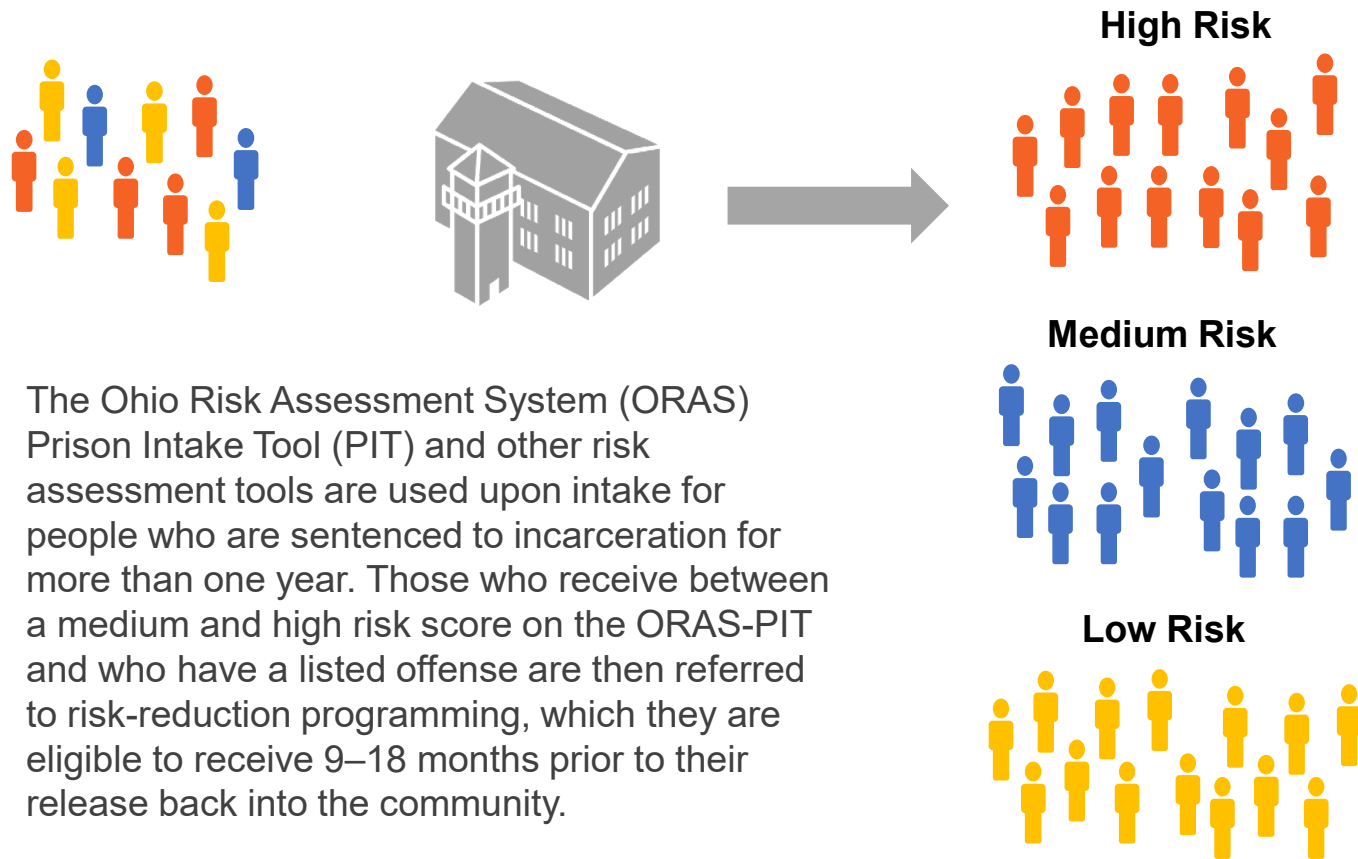 High Risk
Medium Risk
The Ohio Risk Assessment System (ORAS)
Prison Intake Tool (PIT) and other risk
assessment tools are used upon intake for
people who are sentenced to incarceration for
more than one year. Those who receive between
a medium and high risk score on the ORAS-PIT
and who have a listed offense are then referred
to risk-reduction programming, which they are
eligible to receive 9–18 months prior to their
release back into the community.
Low Risk